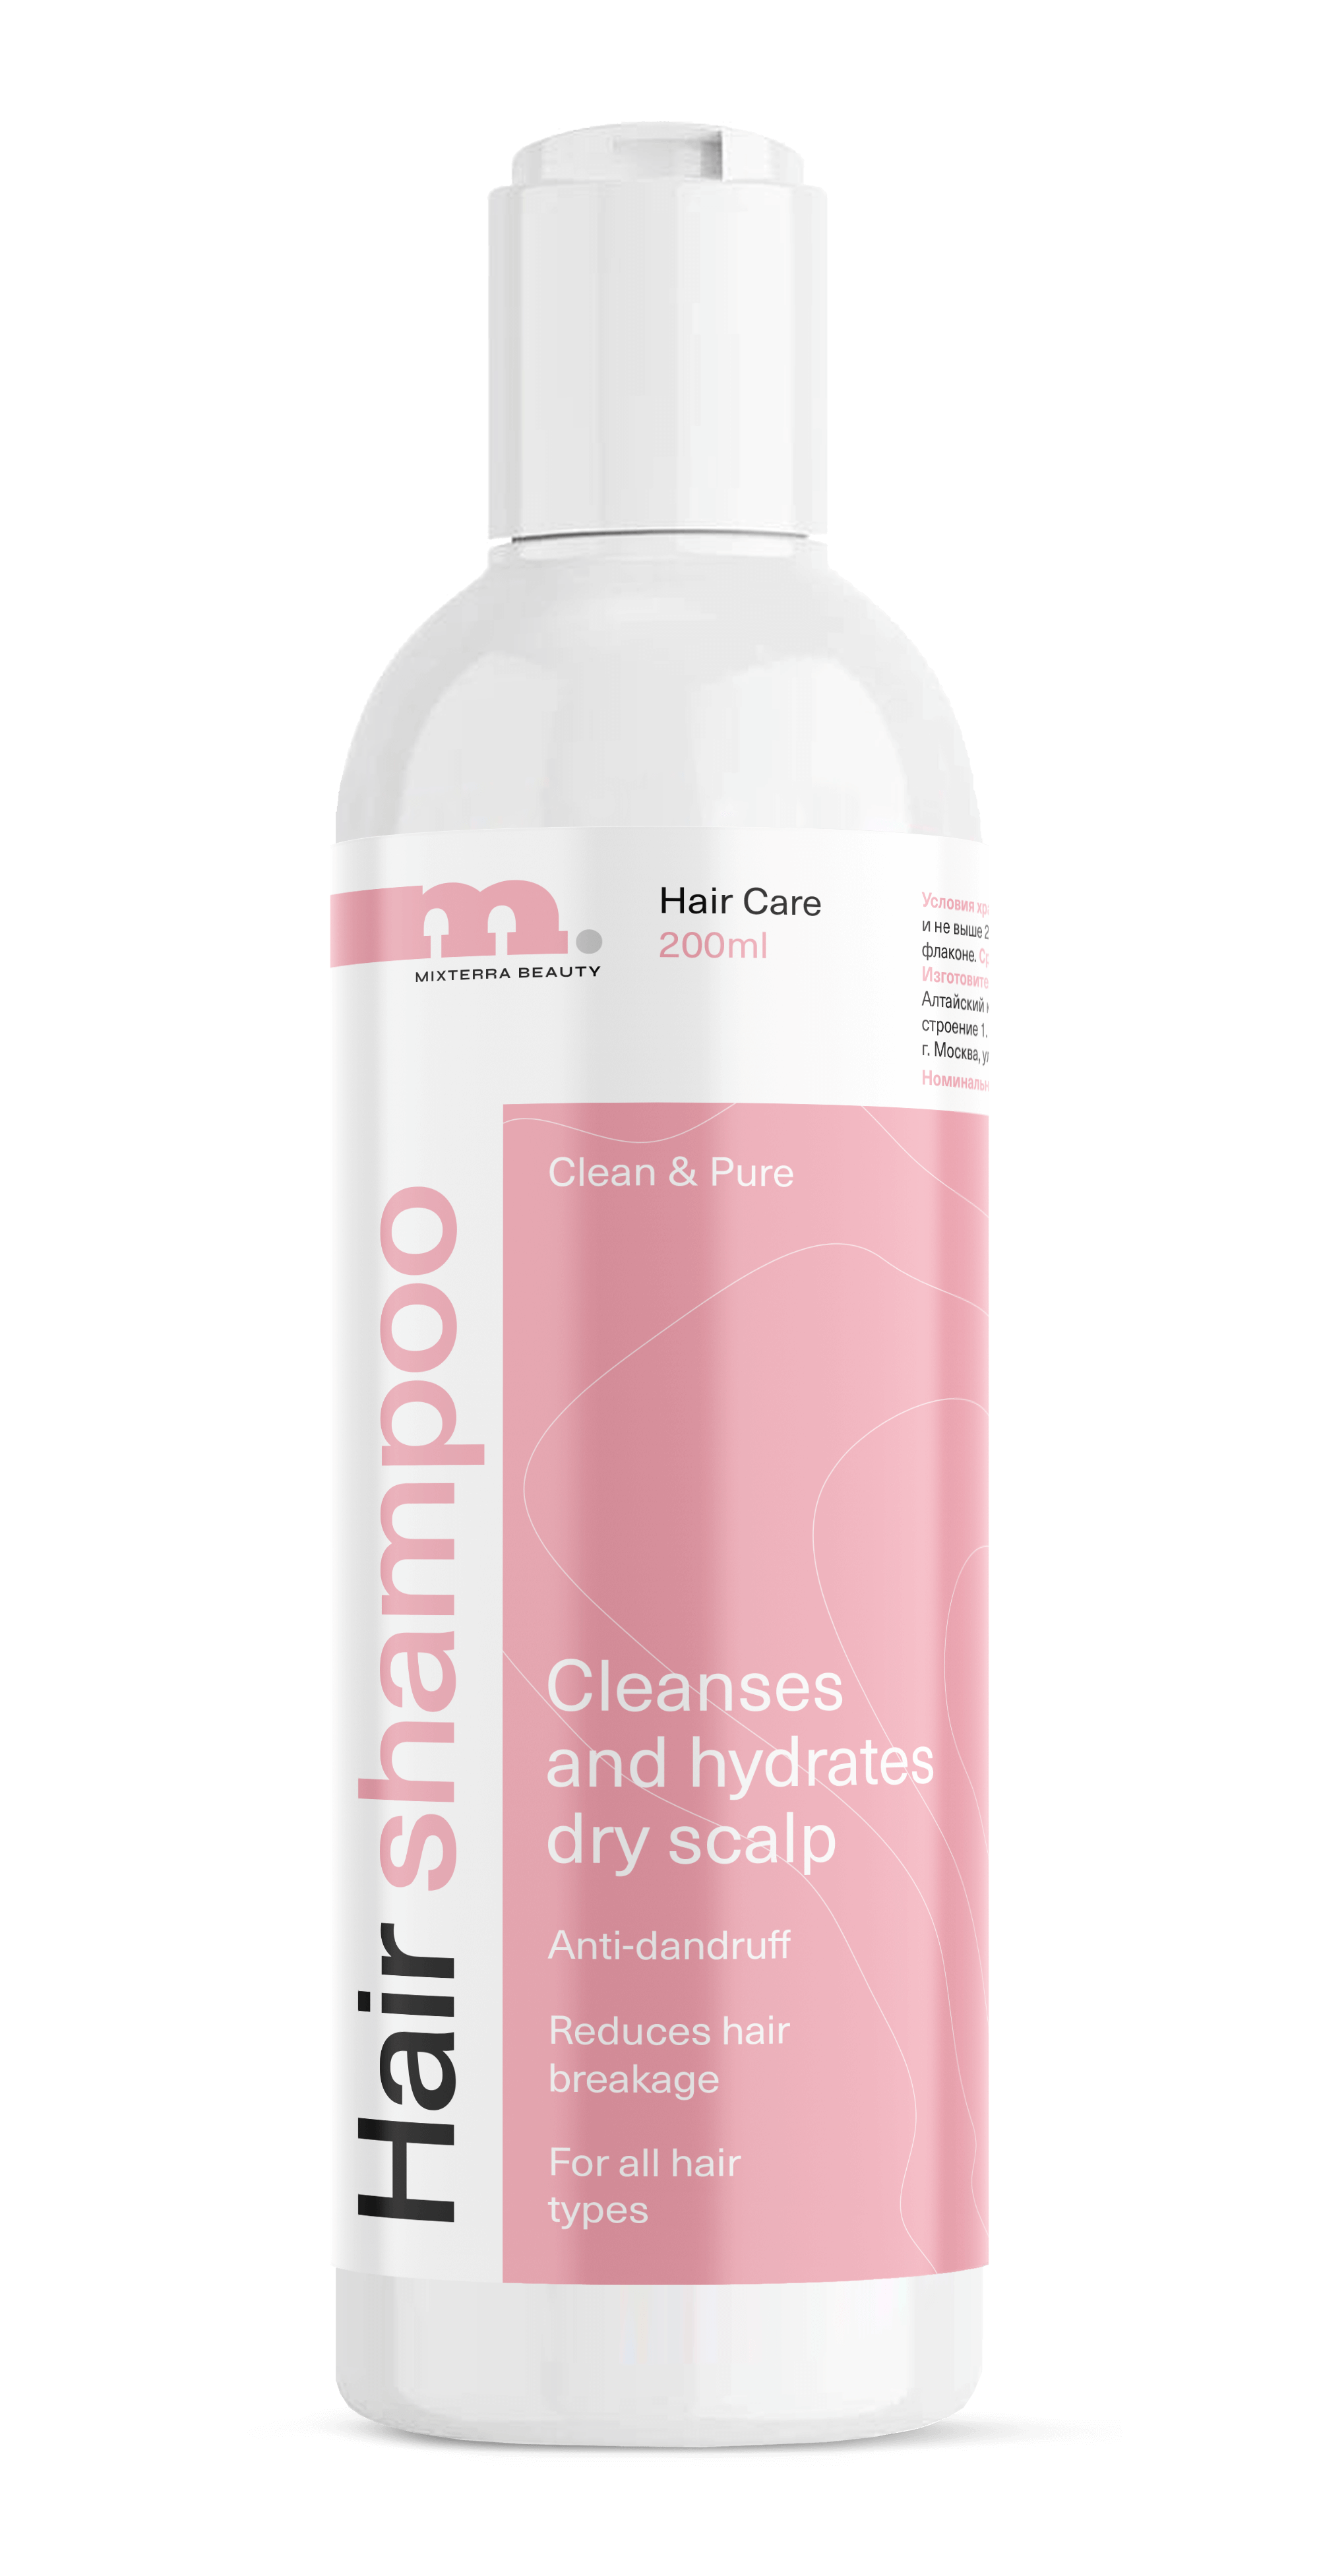 m.
MIXTERRA BEAUTY
Hair Care
200ml
Условия
и не выше
флаконе.
Алтайский
строение 1.
г. Москва,
Clean & Pure
Hair shampoo
Cleanses
and hydrates
dry scalp
Anti-dandruff
Reduces hair
breakage
For all hair
types